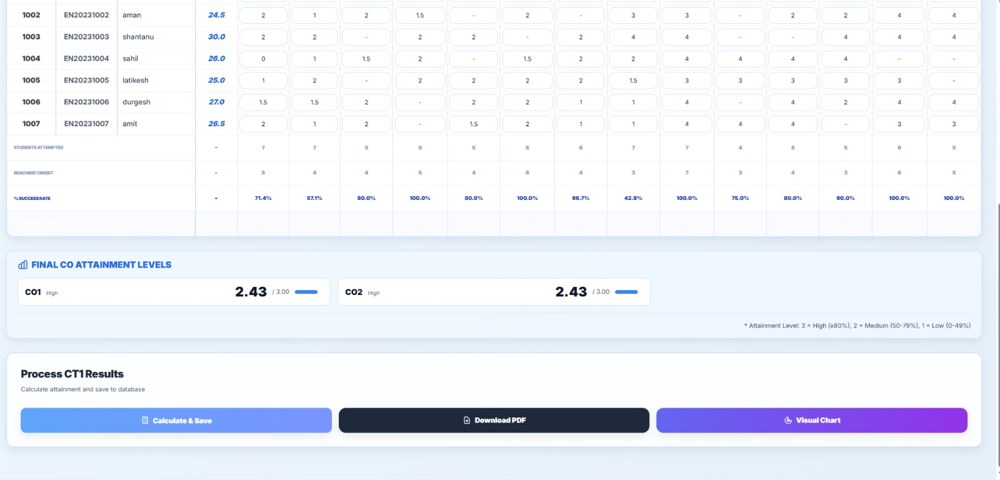 1002 EN20231002 aman 24.5 2 1 2 1.5 - 2 - 3 3 - 2 2 4 4
1003 EN20231003 shantanu 30.0 2 2 - 2 2 - 2 4 4 - - 4 4 4
1004 EN20231004 sahil 26.0 0 1 1.5 2 - 1.5 2 2 4 4 4 4 - -
1005 EN20231005 latikesh 25.0 1 2 - 2 2 2 2 1.5 3 3 3 3 3 -
1006 EN20231006 durgesh 27.0 1.5 1.5 2 - 2 2 1 1 4 - 4 2 4 4
1007 EN20231007 amit 26.5 2 1 2 - 1.5 2 1 1 4 4 4 - 3 3
STUDENTS ATTEMPTED - 7 7 5 5 5 6 6 7 7 4 5 5 6 5
REACHING TARGET - 5 4 4 5 4 6 4 3 7 3 4 3 6 5
% SUCCESS RATE - 71.4% 57.1% 80.0% 100.0% 80.0% 100.0% 66.7% 42.9% 100.0% 75.0% 80.0% 60.0% 100.0% 100.0%
FINAL CO ATTAINMENT LEVELS
CO1 High 2.43 / 3.00 CO2 High 2.43 / 3.00
* Attainment Level: 3 = High (≥80%), 2 = Medium (50-79%), 1 = Low (0-49%)
Process CT1 Results
Calculate attainment and save to database
Calculate & Save Download PDF Visual Chart